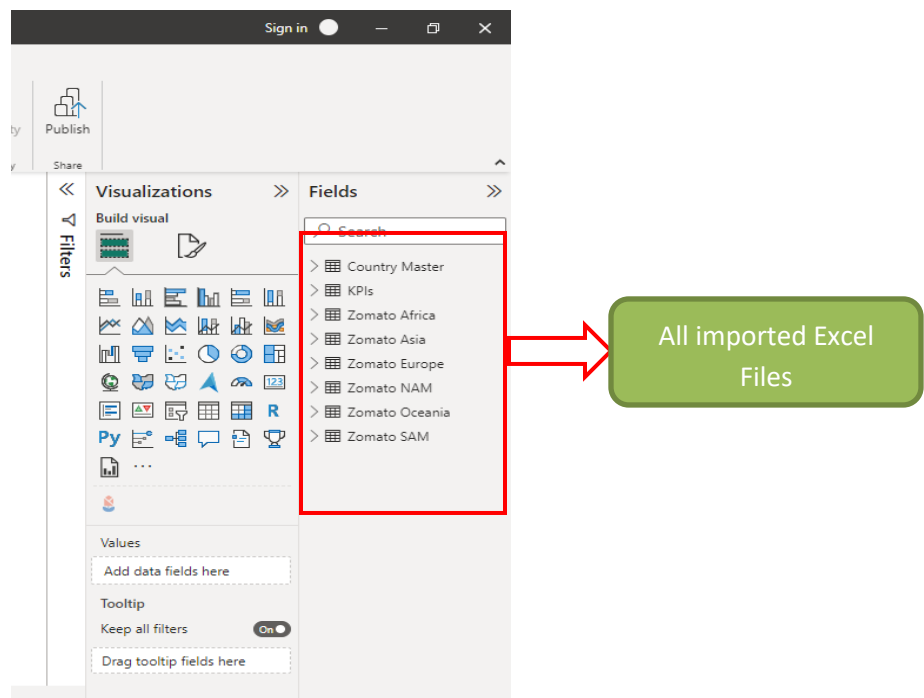 Sign in
ty
Publish
y
Share
Visualizations
Fields
Build visual
Search
Filters
Country Master
KPIs
Zomato Africa
Zomato Asia
Zomato Europe
Zomato NAM
Zomato Oceania
Zomato SAM
123
R
Py
...
Values
Add data fields here
Tooltip
Keep all filters
On
Drag tooltip fields here
All imported Excel
Files